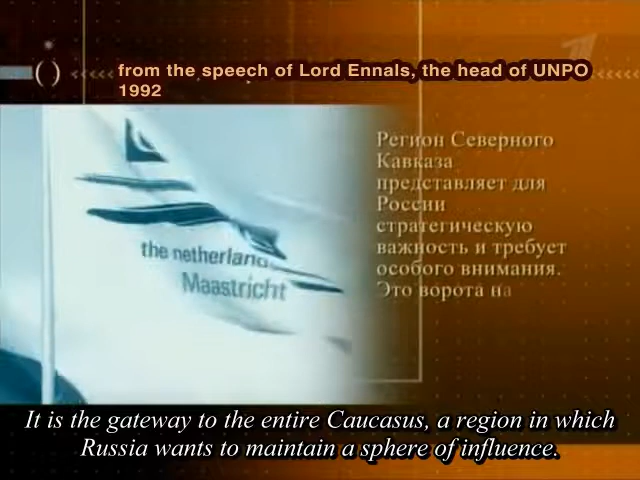 ( ) ‹‹‹‹‹ from the speech of Lord Ennals, the head of UNPO
1992
Регион Северного
Кавказа
представляет для
России
стратегическую
важность и требует
особого внимания.
Это ворота на
the netherlands
Maastricht
It is the gateway to the entire Caucasus, a region in which
Russia wants to maintain a sphere of influence.